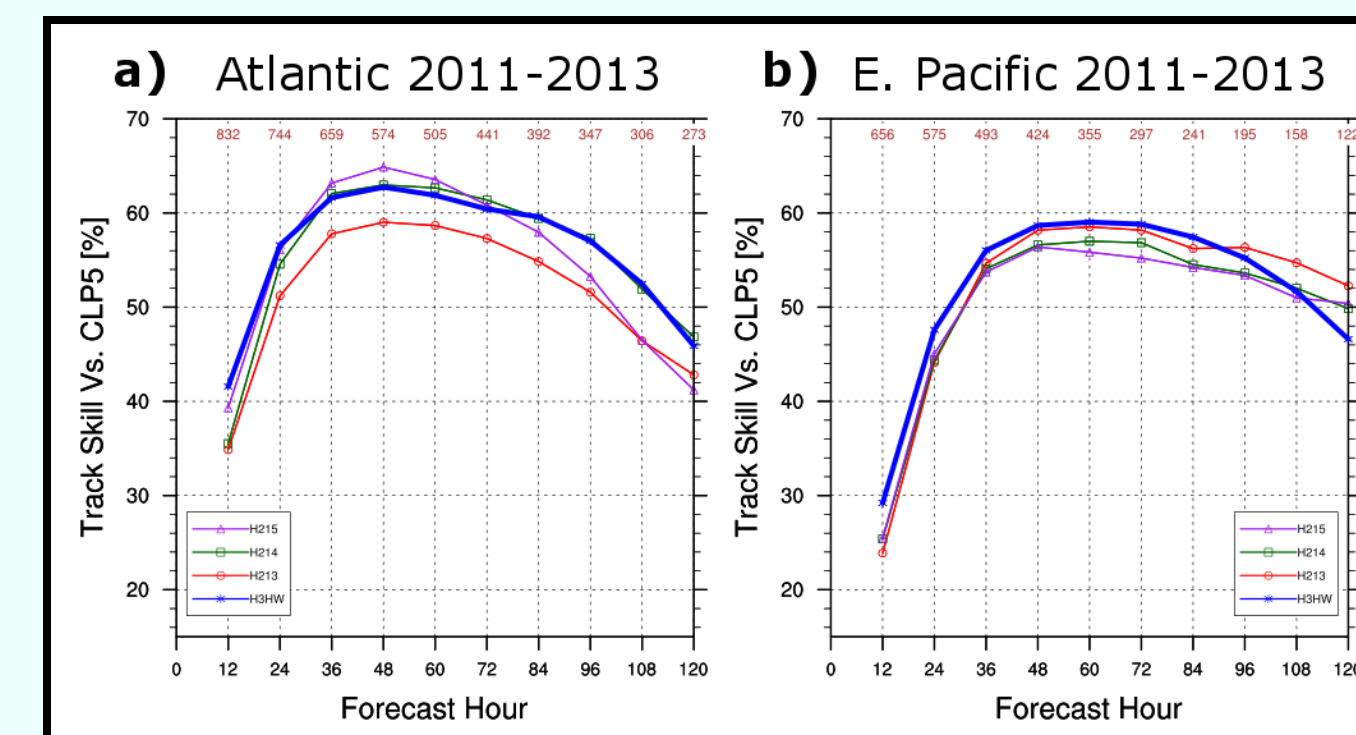 a) Atlantic 2011-2013
70
60
50
40
30
20
832 744 659 574 505 441 392 347 306 273
Track Skill Vs. CLP5 [%]
H215
H214
H213
H3HW
0 12 24 36 48 60 72 84 96 108 120
Forecast Hour
b) E. Pacific 2011-2013
70
60
50
40
30
20
656 575 493 424 355 297 241 195 158 122
Track Skill Vs. CLP5 [%]
H215
H214
H213
H3HW
0 12 24 36 48 60 72 84 96 108 120
Forecast Hour